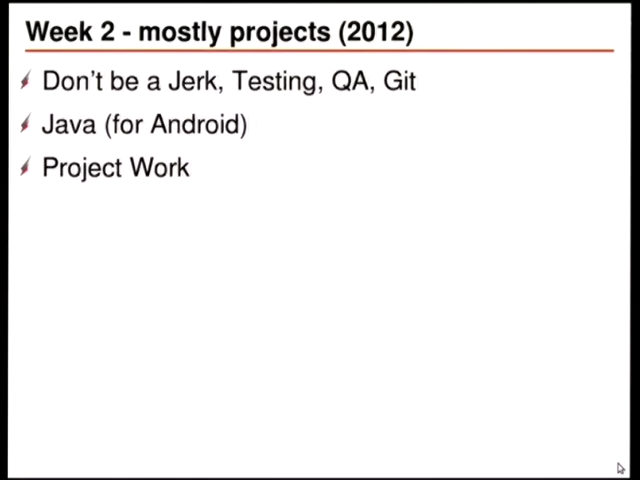 Week 2 - mostly projects (2012)
Don't be a Jerk, Testing, QA, Git
Java (for Android)
Project Work